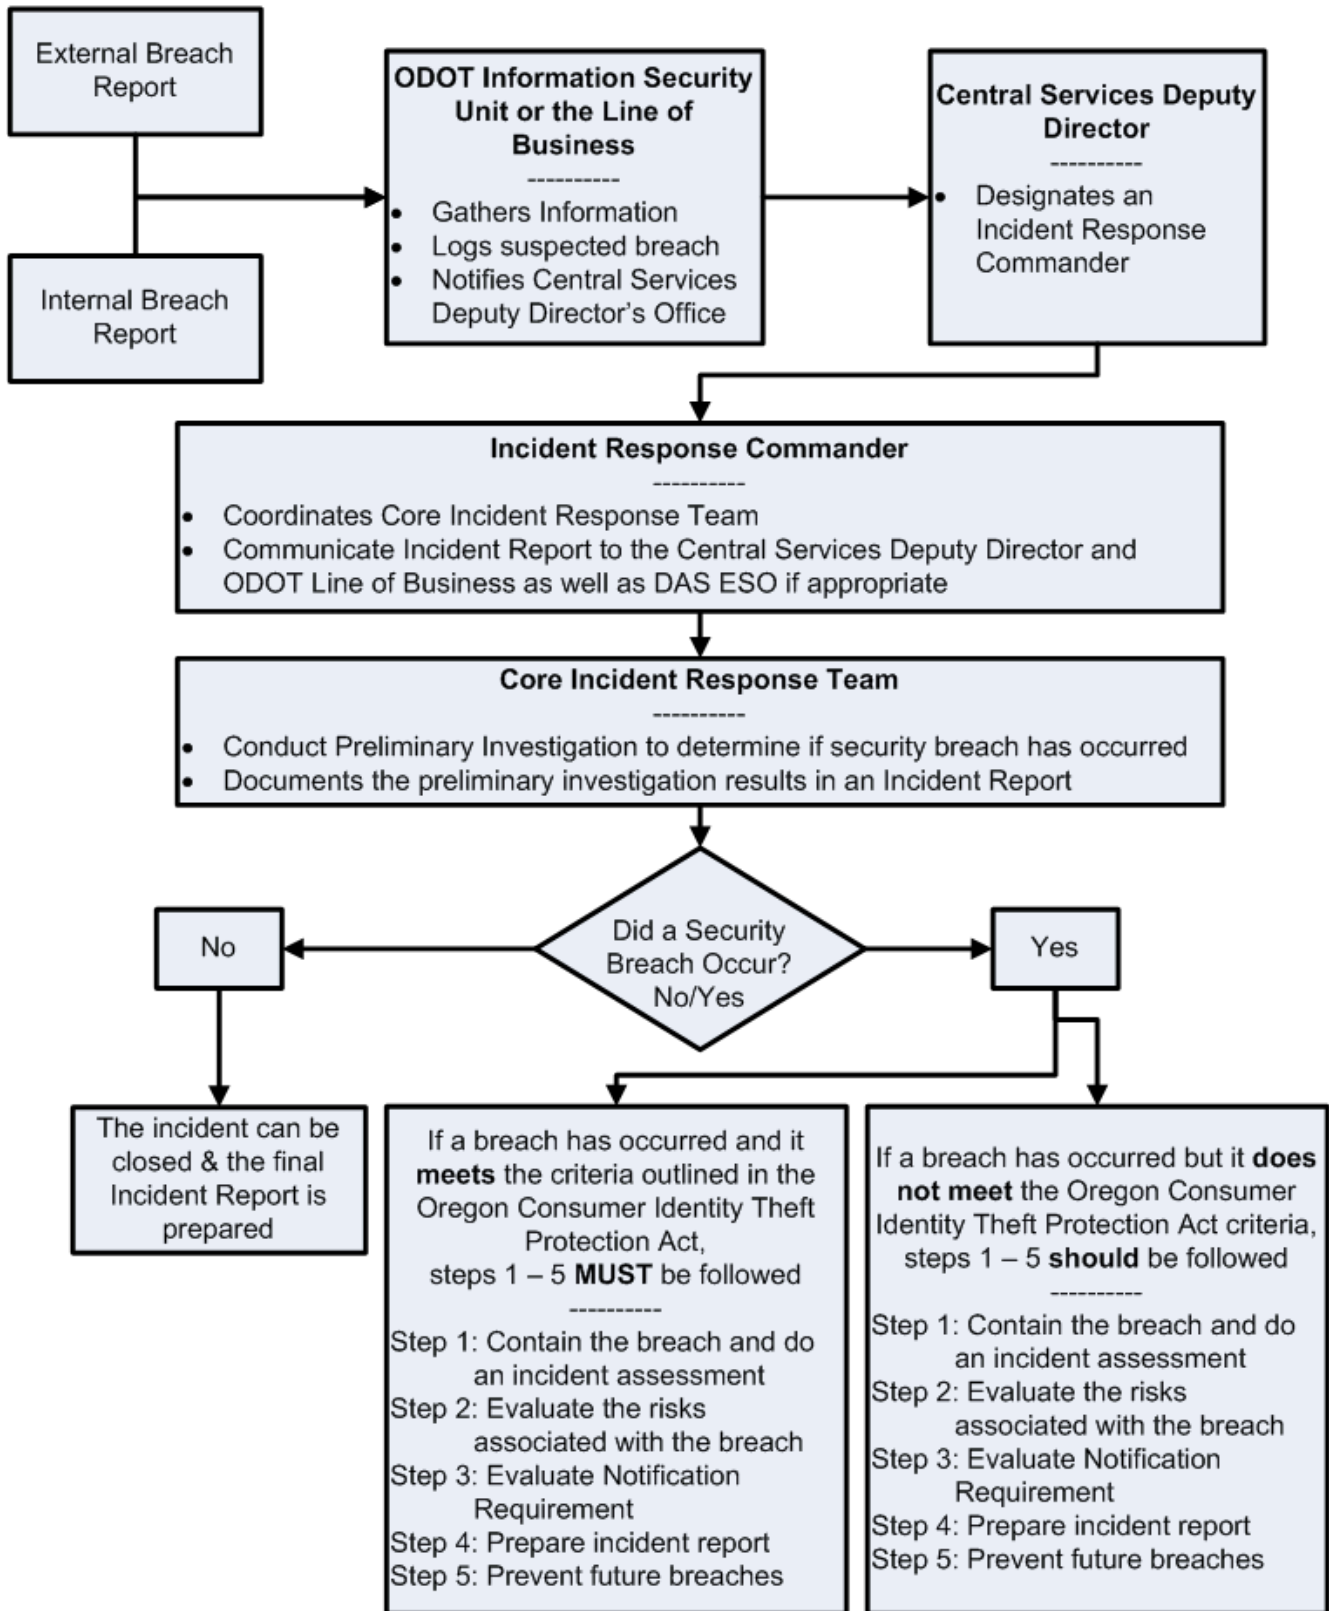 External Breach
Report
Internal Breach
Report
ODOT Information Security
Unit or the Line of
Business
----------
• Gathers Information
• Logs suspected breach
• Notifies Central Services
Deputy Director’s Office
Central Services Deputy
Director
----------
• Designates an
Incident Response
Commander
Incident Response Commander
----------
• Coordinates Core Incident Response Team
• Communicate Incident Report to the Central Services Deputy Director and
ODOT Line of Business as well as DAS ESO if appropriate
Core Incident Response Team
----------
• Conduct Preliminary Investigation to determine if security breach has occurred
• Documents the preliminary investigation results in an Incident Report
Did a Security
Breach Occur?
No/Yes
No
Yes
The incident can be
closed & the final
Incident Report is
prepared
If a breach has occurred and it
meets the criteria outlined in the
Oregon Consumer Identity Theft
Protection Act,
steps 1 – 5 MUST be followed
----------
Step 1: Contain the breach and do
an incident assessment
Step 2: Evaluate the risks
associated with the breach
Step 3: Evaluate Notification
Requirement
Step 4: Prepare incident report
Step 5: Prevent future breaches
If a breach has occurred but it does
not meet the Oregon Consumer
Identity Theft Protection Act criteria,
steps 1 – 5 should be followed
----------
Step 1: Contain the breach and do
an incident assessment
Step 2: Evaluate the risks
associated with the breach
Step 3: Evaluate Notification
Requirement
Step 4: Prepare incident report
Step 5: Prevent future breaches